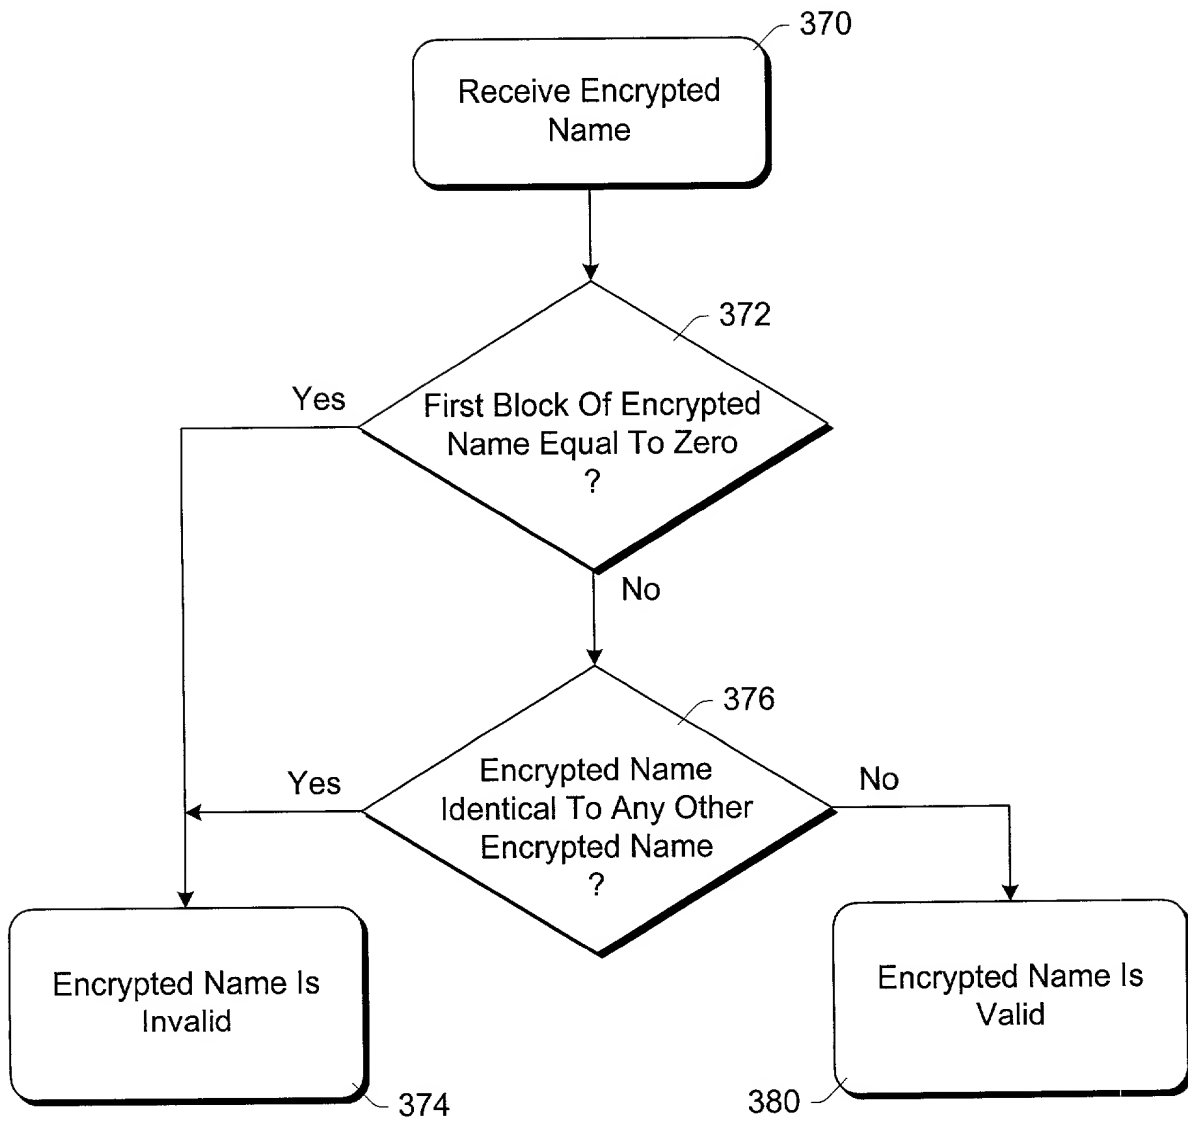 370
Receive Encrypted
Name
372
Yes
First Block Of Encrypted
Name Equal To Zero
?
No
376
Yes
Encrypted Name
Identical To Any Other
Encrypted Name
?
No
Encrypted Name Is
Invalid
374
Encrypted Name Is
Valid
380